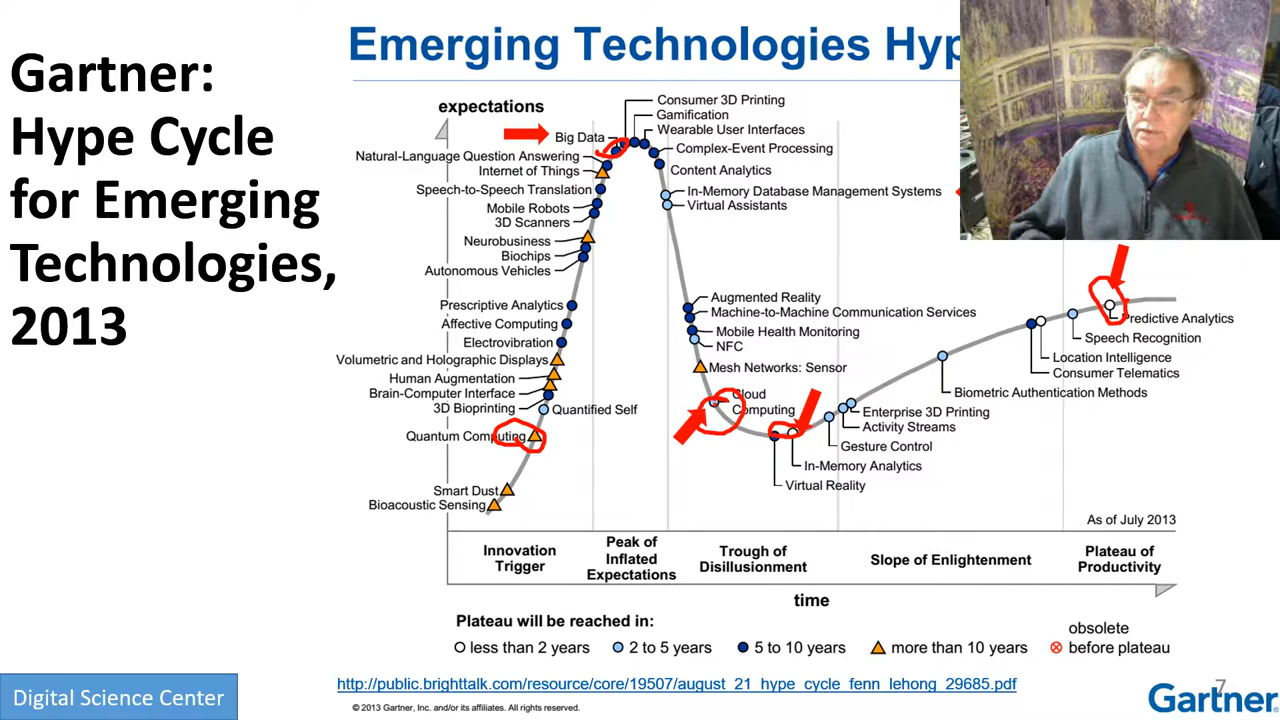 Gartner:
Hype Cycle
for Emerging
Technologies,
2013
Emerging Technologies Hyp
expectations
Consumer 3D Printing
Gamification
Wearable User Interfaces
Big Data
Complex-Event Processing
Natural-Language Question Answering
Internet of Things
Content Analytics
Speech-to-Speech Translation
In-Memory Database Management Systems
Virtual Assistants
Mobile Robots
3D Scanners
Neurobusiness
Biochips
Autonomous Vehicles
Augmented Reality
Prescriptive Analytics
Machine-to-Machine Communication Services
Predictive Analytics
Affective Computing
Mobile Health Monitoring
Speech Recognition
Electrovibration
NFC
Location Intelligence
Volumetric and Holographic Displays
Mesh Networks: Sensor
Consumer Telematics
Human Augmentation
Brain-Computer Interface
Cloud
Computing
Biometric Authentication Methods
3D Bioprinting
Quantified Self
Enterprise 3D Printing
Activity Streams
Quantum Computing
Gesture Control
In-Memory Analytics
Virtual Reality
Smart Dust
Bioacoustic Sensing
As of July 2013
Innovation
Trigger
Peak of
Inflated
Expectations
Trough of
Disillusionment
Slope of Enlightenment
Plateau of
Productivity
time
Plateau will be reached in:
less than 2 years
2 to 5 years
5 to 10 years
more than 10 years
obsolete
before plateau
Digital Science Center
http://public.brighttalk.com/resource/core/19507/august_21_hype_cycle_fenn_lehong_29685.pdf
© 2013 Gartner, Inc. and/or its affiliates. All rights reserved.
7
Gartner.